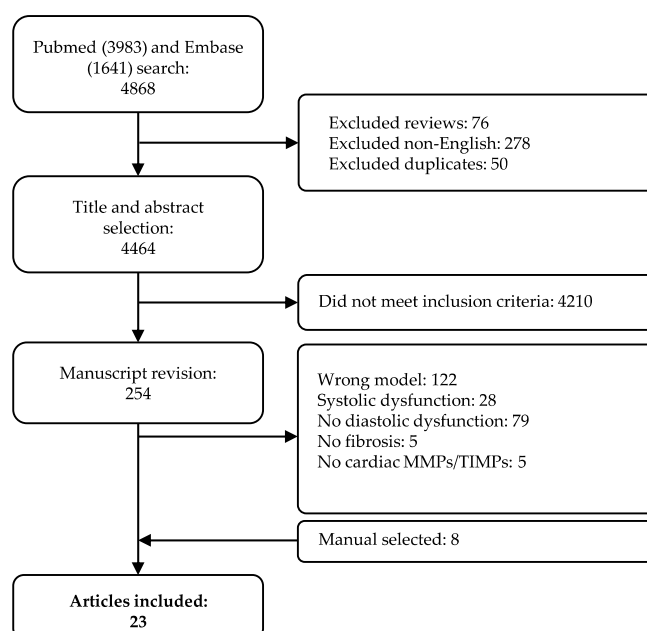 Pubmed (3983) and Embase
(1641) search:
4868
Excluded reviews: 76
Excluded non-English: 278
Excluded duplicates: 50
Title and abstract
selection:
4464
Did not meet inclusion criteria: 4210
Manuscript revision:
254
Wrong model: 122
Systolic dysfunction: 28
No diastolic dysfunction: 79
No fibrosis: 5
No cardiac MMPs/TIMPs: 5
Manual selected: 8
Articles included:
23